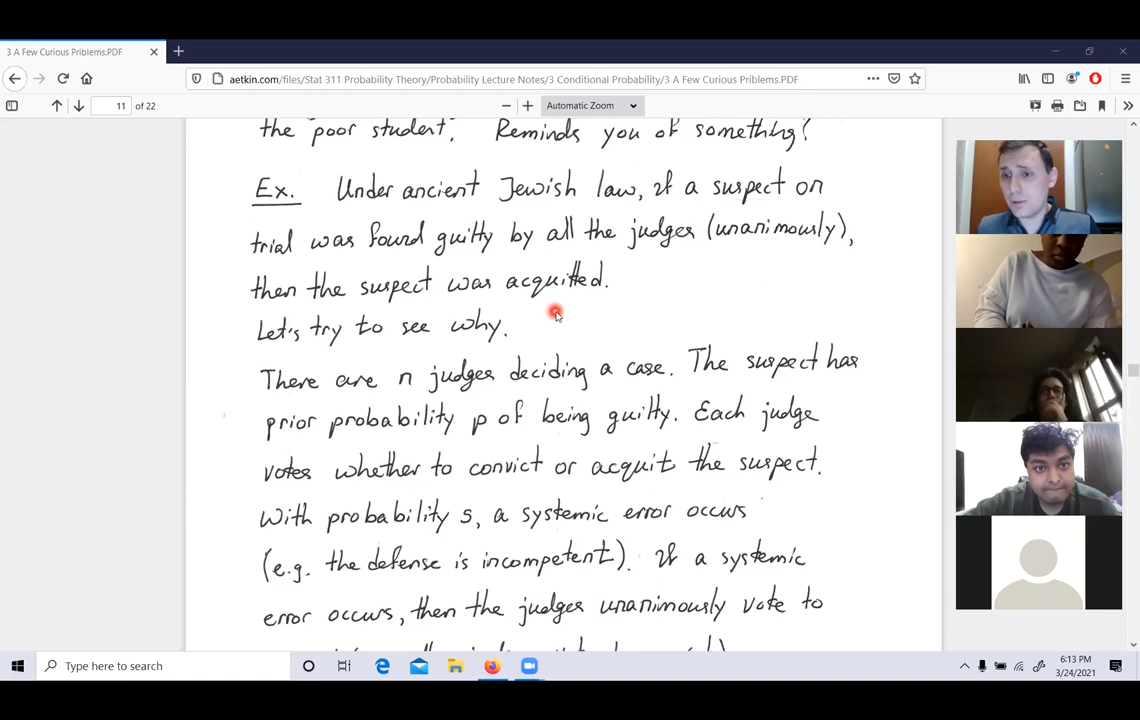 3 A Few Curious Priblems.PDF
aetkin.com/files/Stat 311 Probability Theory/Probability Lecture Notes/3 Conditional Probability/3 A Few Curious Priblems.PDF
11 of 22
Automatic Zoom
the "poor student". Reminds you of something?
Ex. Under ancient Jewish law, if a suspect on
trial was found guilty by all the judges (unanimously),
then the suspect was acquitted.
Let's try to see why.
There are n judges deciding a case. The suspect has
prior probability p of being guilty. Each judge
votes whether to convict or acquit the suspect.
With probability s, a systemic error occurs
(e.g. the defense is incompetent). If a systemic
error occurs, then the judges unanimously vote to
Type here to search
6:13 PM
3/24/2021